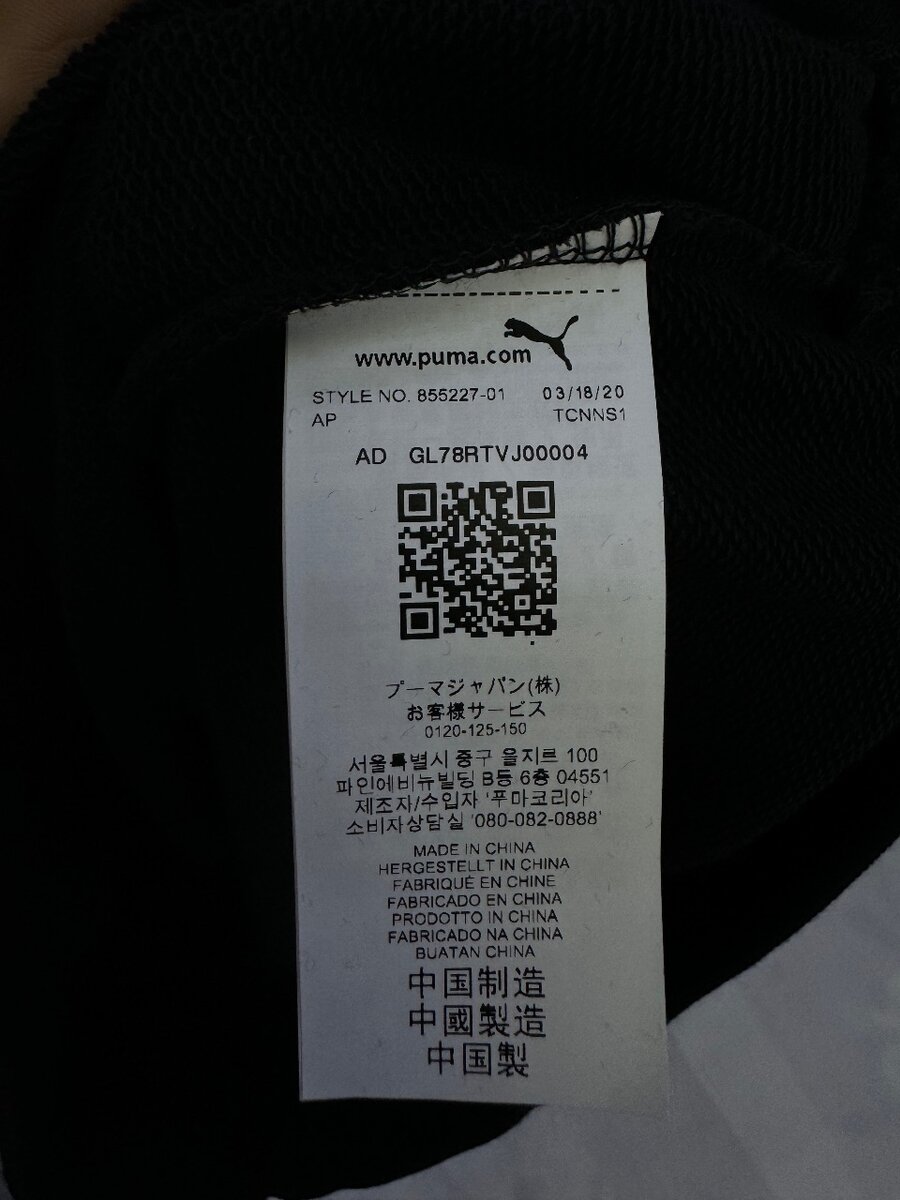 www.puma.com
STYLE NO. 855227-01 03/18/20
AP TCNNS1
AD GL78RTVJ00004
プーマジャパン(株)
お客様サービス
0120-125-150
서울특별시 중구 을지르 100
파인에비뉴빌딩 B등 6층 04551
제조자/수입자 '푸마코리아'
소비자상담실 '080-082-0888'
MADE IN CHINA
HERGESTELLT IN CHINA
FABRIQUÉ EN CHINE
FABRICADO EN CHINA
PRODOTTO IN CHINA
FABRICADO NA CHINA
BUATAN CHINA
中国制造
中國製造
中国製